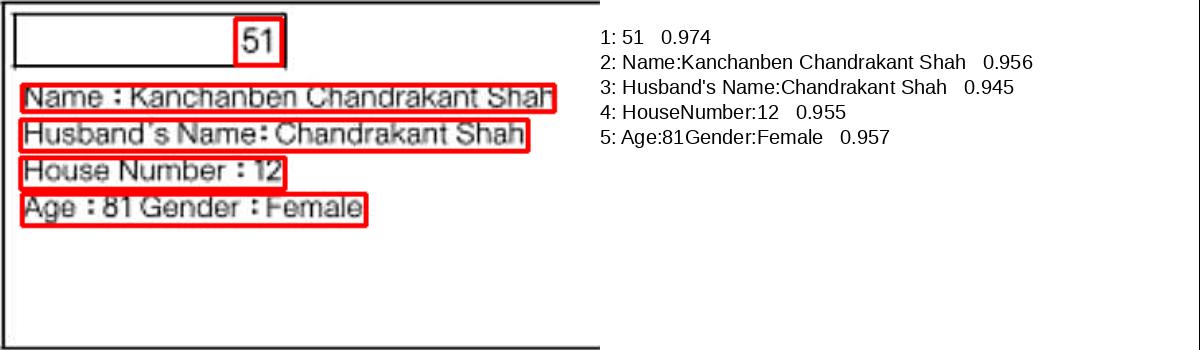 51
Name : Kanchanben Chandrakant Shah
Husband's Name: Chandrakant Shah
House Number : 12
Age : 81 Gender : Female
1: 51 0.974
2: Name:Kanchanben Chandrakant Shah 0.956
3: Husband's Name:Chandrakant Shah 0.945
4: HouseNumber:12 0.955
5: Age:81Gender:Female 0.957